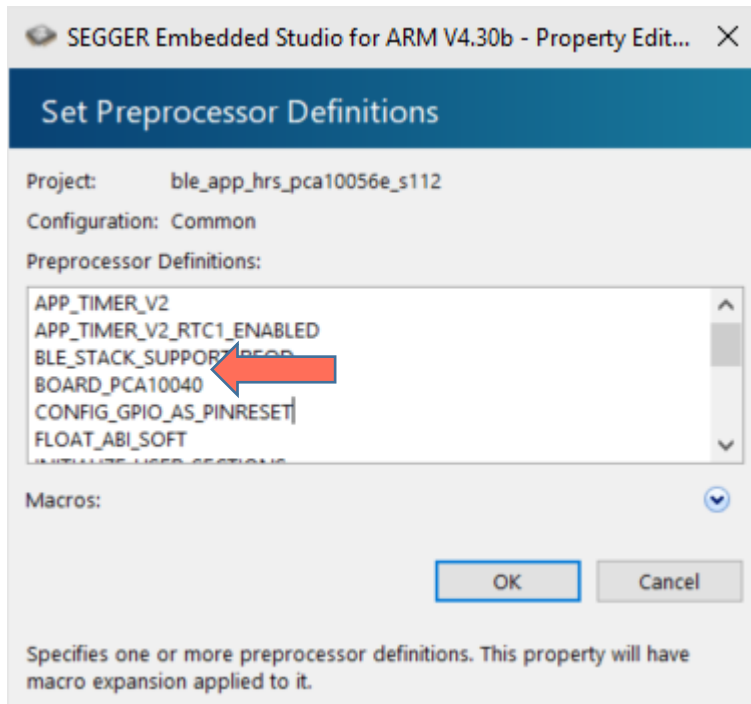 SEGGER Embedded Studio for ARM V4.30b - Property Edit...
Set Preprocessor Definitions
Project: ble_app_hrs_pca10056e_s112
Configuration: Common
Preprocessor Definitions:
APP_TIMER_V2
APP_TIMER_V2_RTC1_ENABLED
BLE_STACK_SUPPORT_REQD
BOARD_PCA10040
CONFIG_GPIO_AS_PINRESET
FLOAT_ABI_SOFT
Macros:
OK Cancel
Specifies one or more preprocessor definitions. This property will have
macro expansion applied to it.